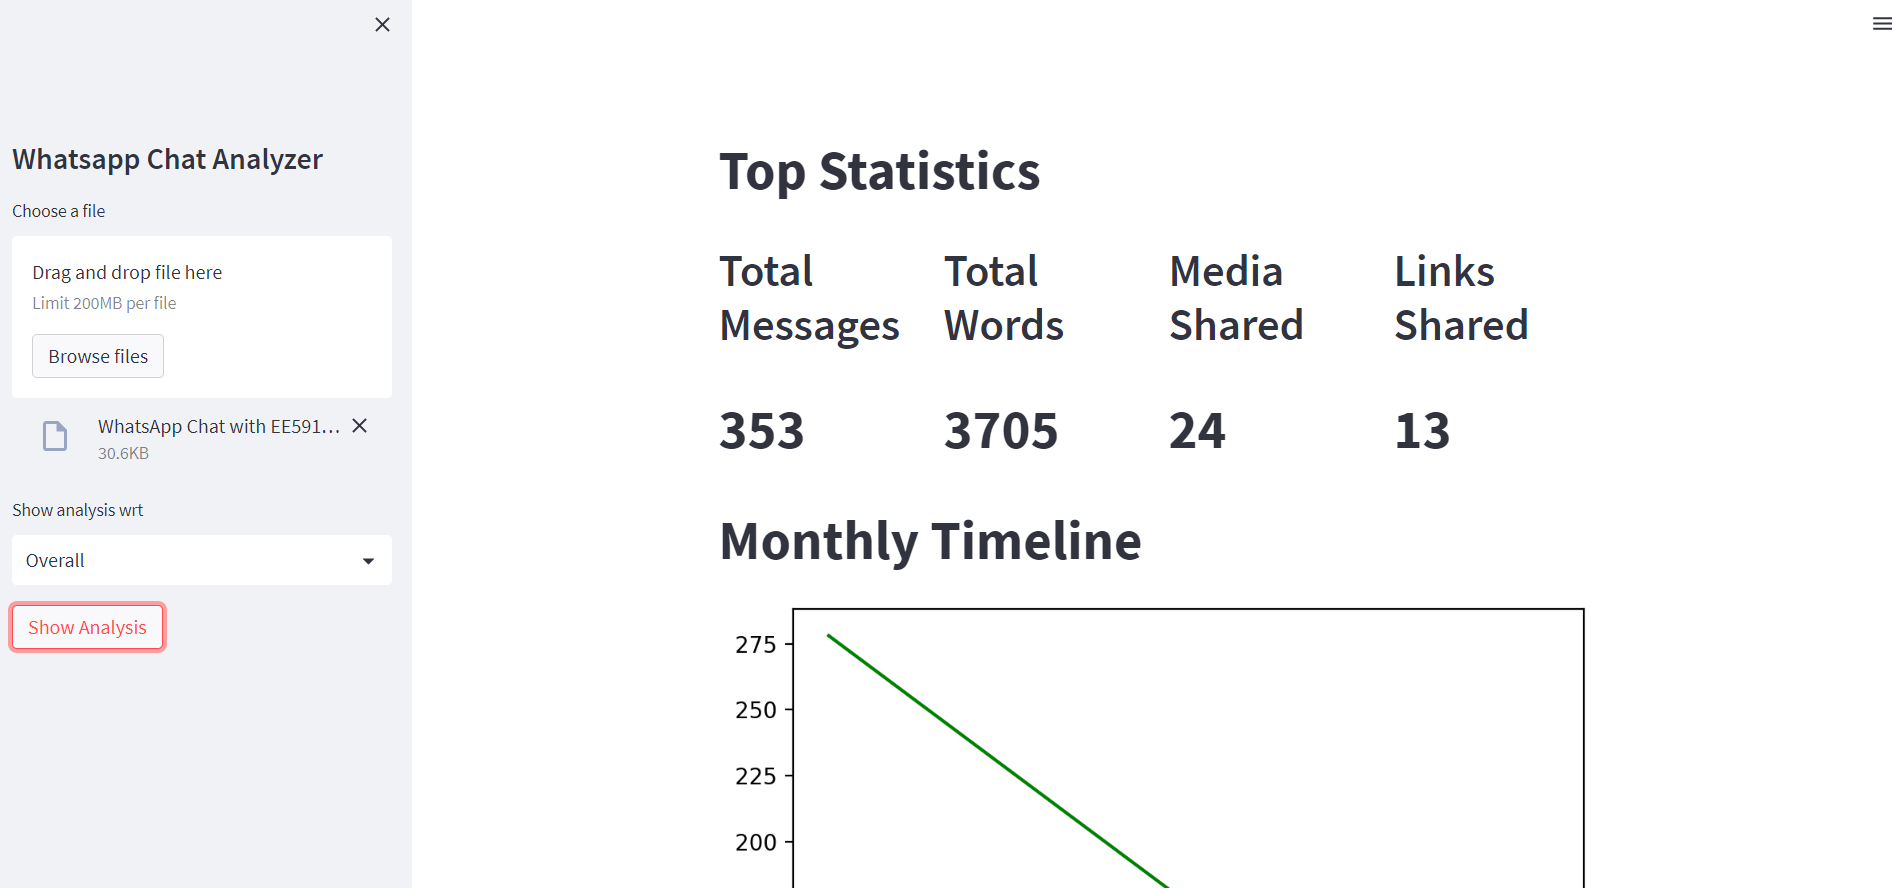 Whatsapp Chat Analyzer
Choose a file
Drag and drop file here
Limit 200MB per file
Browse files
WhatsApp Chat with EE591...
30.6KB
Show analysis wrt
Overall
Show Analysis
Top Statistics
Total
Messages
Total
Words
Media
Shared
Links
Shared
353
3705
24
13
Monthly Timeline
275
250
225
200